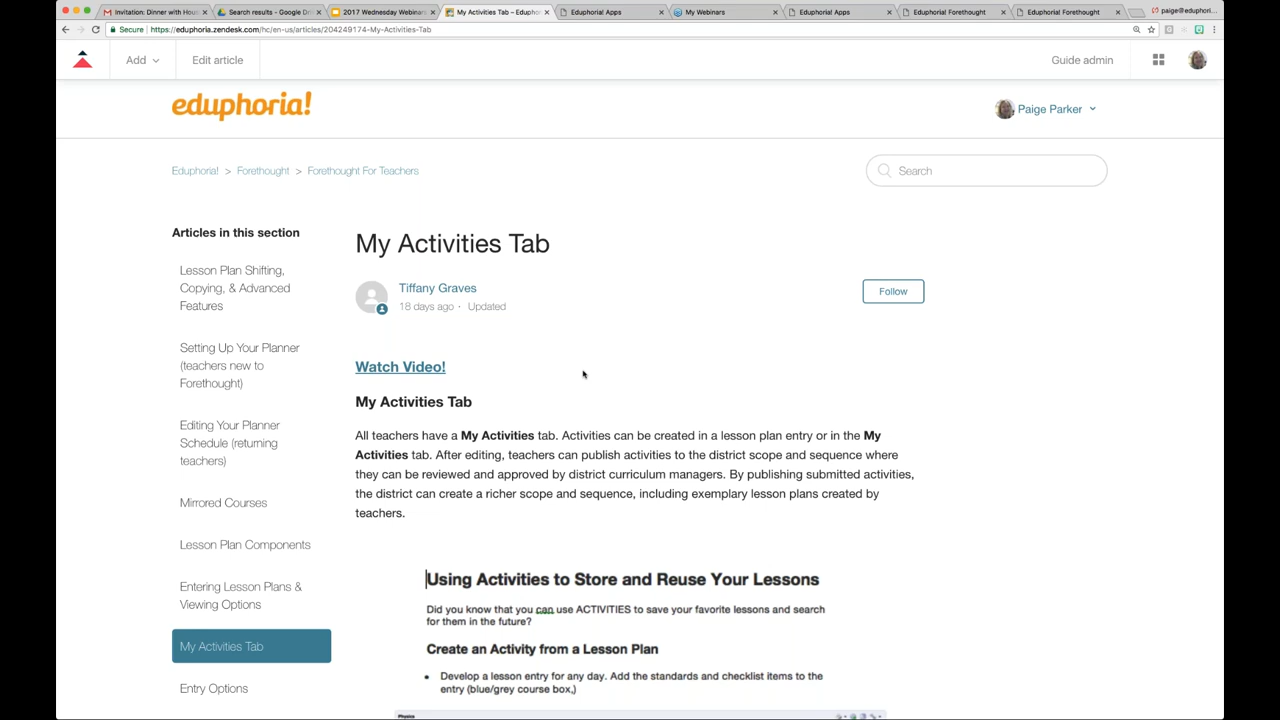 Invitation: Dinner with Hous
Search results - Google Dri
2017 Wednesday Webinars
My Activities Tab – Euphor
Eduphoria! Apps
My Webinars
Eduphoria! Apps
Eduphoria! Forethought
Eduphoria! Forethought
paige@eduphori...
Secure
https://eduphoria.zendesk.com/hc/en-us/articles/204249174-My-Activities-Tab
Add
Edit article
Guide admin
eduphoria!
Paige Parker
Eduphoria! > Forethought > Forethought For Teachers
Search
Articles in this section
Lesson Plan Shifting,
Copying, & Advanced
Features
Setting Up Your Planner
(teachers new to
Forethought)
Editing Your Planner
Schedule (returning
teachers)
Mirrored Courses
Lesson Plan Components
Entering Lesson Plans &
Viewing Options
My Activities Tab
Entry Options
My Activities Tab
Tiffany Graves
18 days ago · Updated
Follow
Watch Video!
My Activities Tab
All teachers have a My Activities tab. Activities can be created in a lesson plan entry or in the My
Activities tab. After editing, teachers can publish activities to the district scope and sequence where
they can be reviewed and approved by district curriculum managers. By publishing submitted activities,
the district can create a richer scope and sequence, including exemplary lesson plans created by
teachers.
Using Activities to Store and Reuse Your Lessons
Did you know that you can use ACTIVITIES to save your favorite lessons and search
for them in the future?
Create an Activity from a Lesson Plan
• Develop a lesson entry for any day. Add the standards and checklist items to the
entry (blue/grey course box,)
Physics